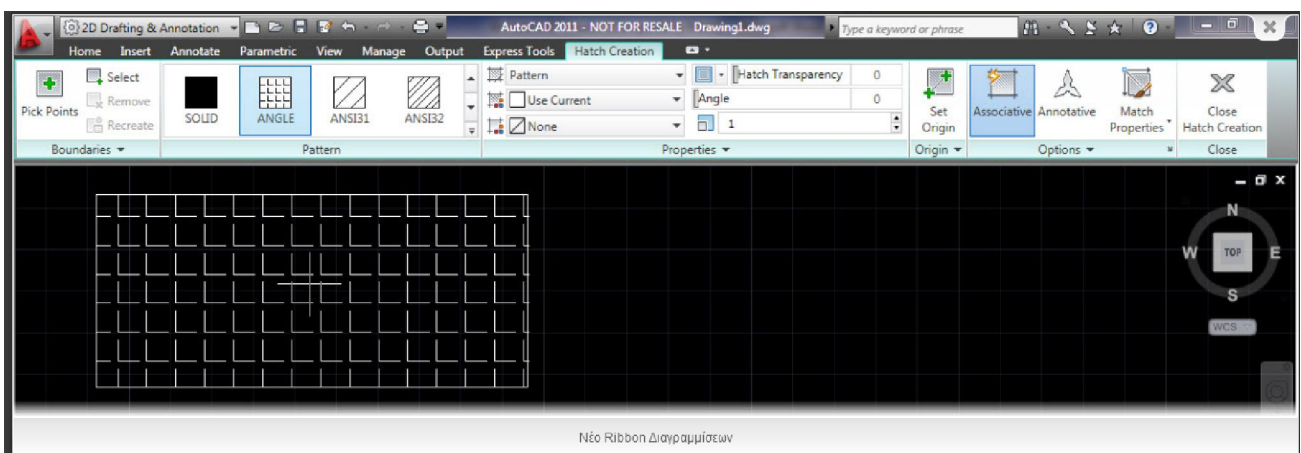 2D Drafting & Annotation AutoCAD 2011 - NOT FOR RESALE Drawing1.dwg Type a keyword or phrase
Home Insert Annotate Parametric View Manage Output Express Tools Hatch Creation
Pick Points
Select
Remove
Recreate
SOLID ANGLE ANSI31 ANSI32
Pattern
Use Current
None
Hatch Transparency 0
Angle 0
1
Set
Origin
Associative Annotative
Match
Properties
Close
Hatch Creation
Boundaries Pattern Properties Origin Options Close
N
W TOP E
S
WCS
Νέο Ribbon Διαγραμμίσεων